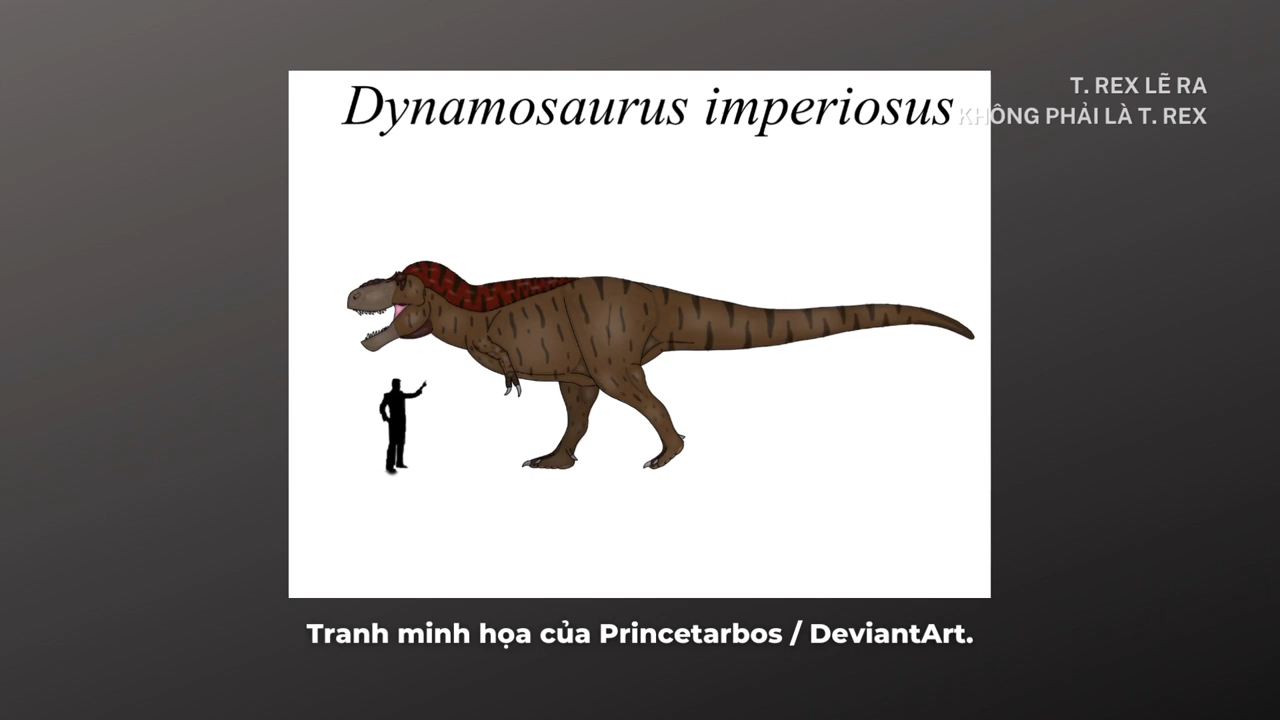 Dynamosaurus imperiosus
T. REX LẼ RA
KHÔNG PHẢI LÀ T. REX
Tranh minh họa của Princetarbos / DeviantArt.